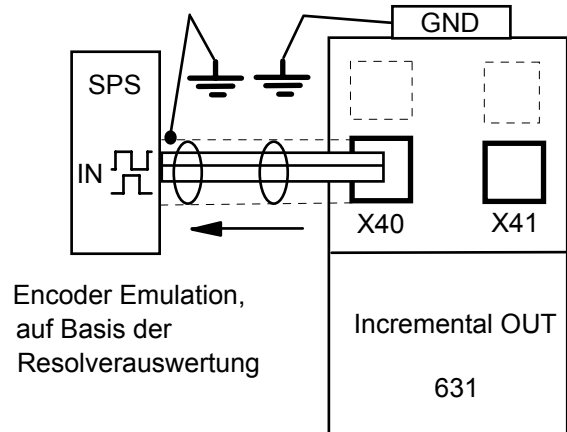 GND
SPS
IN
X40
X41
Encoder Emulation,
auf Basis der
Resolverauswertung
Incremental OUT
631